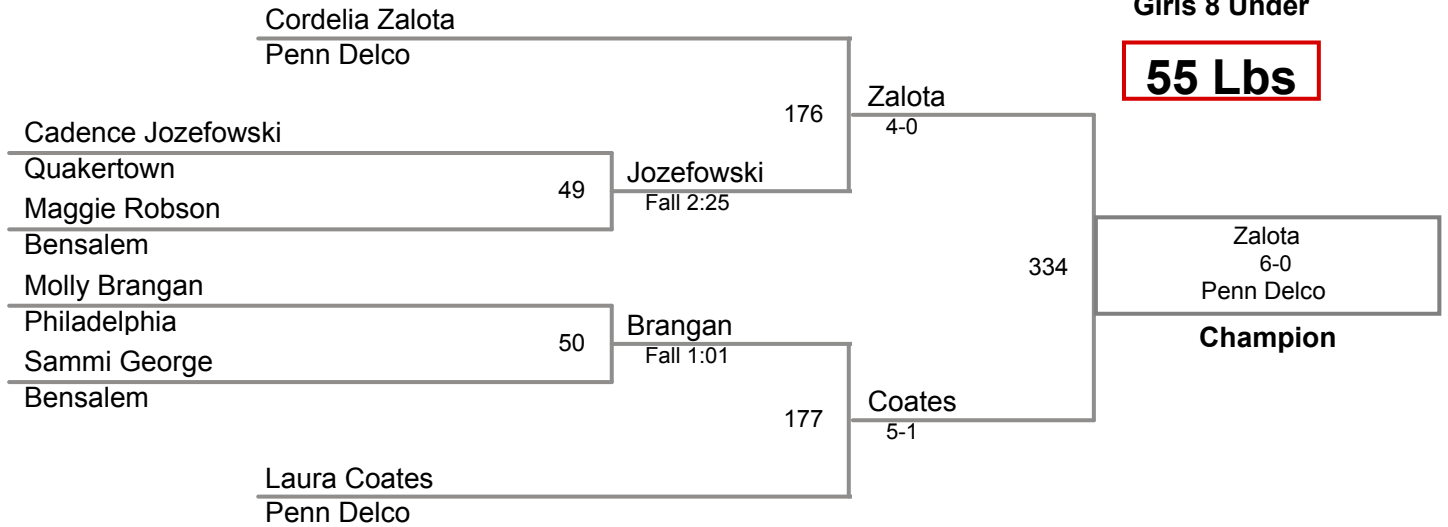 Girls 8 Under
55 Lbs
Cordelia Zalota
Penn Delco
176
Zalota
4-0
Cadence Jozefowski
Quakertown
49
Jozefowski
Fall 2:25
Maggie Robson
Bensalem
334
Zalota
6-0
Penn Delco
Champion
Molly Brangan
Philadelphia
50
Brangan
Fall 1:01
Sammi George
Bensalem
177
Coates
5-1
Laura Coates
Penn Delco